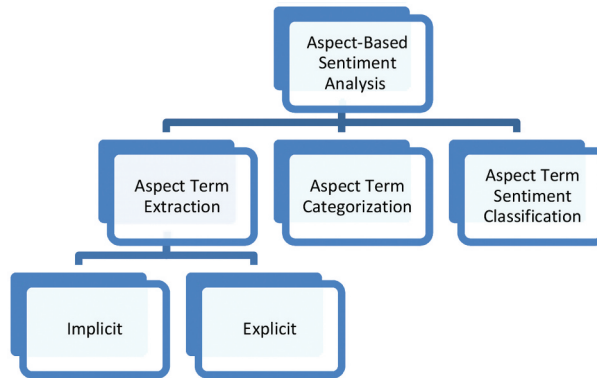 Aspect-Based
Sentiment
Analysis
Aspect Term
Extraction
Aspect Term
Categorization
Aspect Term
Sentiment
Classification
Implicit
Explicit